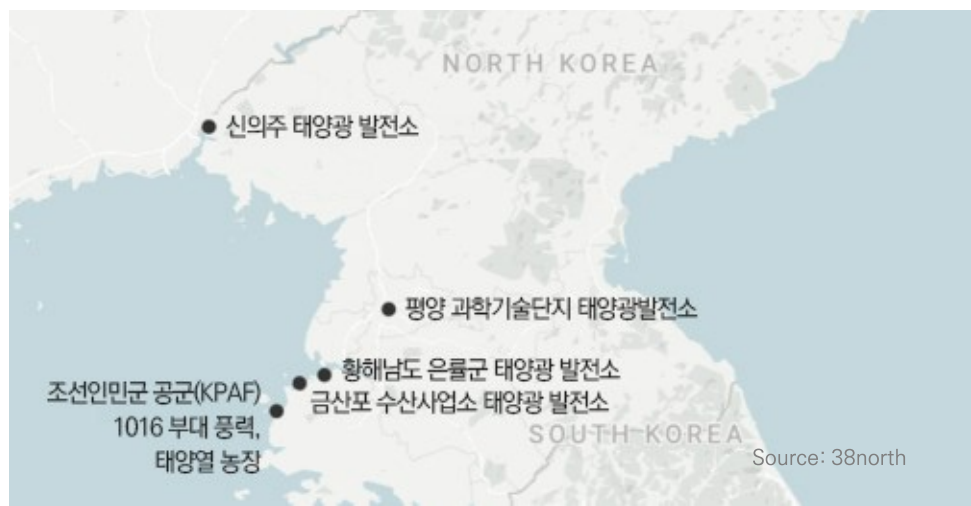 NORTH KOREA
신의주 태양광 발전소
평양 과학기술단지 태양광발전소
황해남도 은률군 태양광 발전소
금산포 수산사업소 태양광 발전소
조선인민군 공군(KPAF)
1016 부대 풍력,
태양열 농장
SOUTH KOREA
Source: 38north